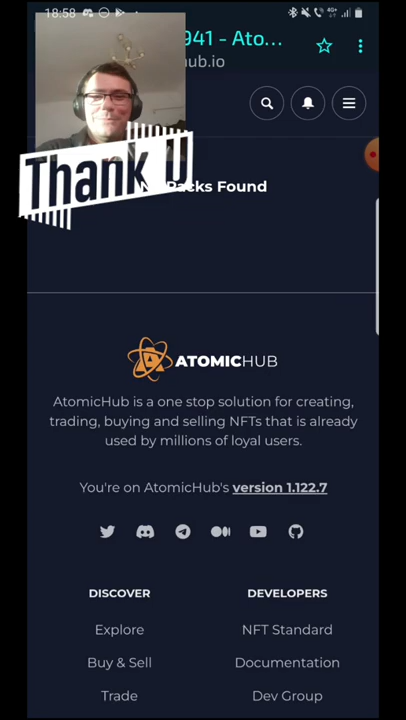 18:58
4G+
941 - Ato...
ub.io
Thank U
Packs Found
ATOMICHUB
AtomicHub is a one stop solution for creating,
trading, buying and selling NFTs that is already
used by millions of loyal users.
You're on AtomicHub's version 1.122.7
DISCOVER
DEVELOPERS
Explore
NFT Standard
Buy & Sell
Documentation
Trade
Dev Group